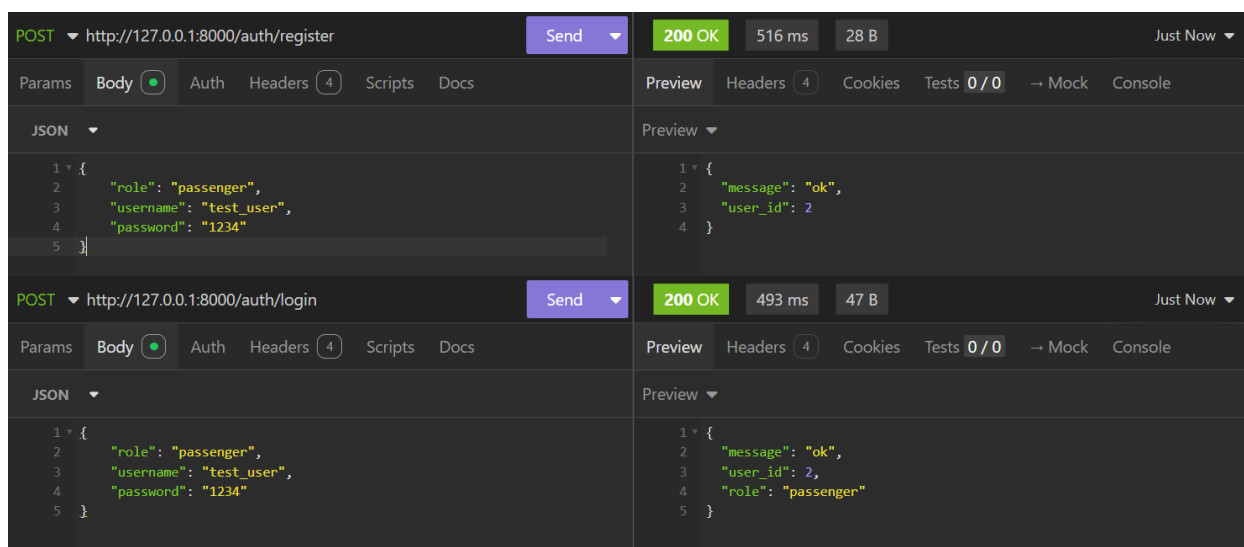 POST http://127.0.0.1:8000/auth/register Send 200 OK 516 ms 28 B Just Now
Params Body Auth Headers 4 Scripts Docs Preview Headers 4 Cookies Tests 0 / 0 → Mock Console
JSON Preview
1 {
2 "role": "passenger",
3 "username": "test_user",
4 "password": "1234"
5 }
1 {
2 "message": "ok",
3 "user_id": 2
4 }
POST http://127.0.0.1:8000/auth/login Send 200 OK 493 ms 47 B Just Now
Params Body Auth Headers 4 Scripts Docs Preview Headers 4 Cookies Tests 0 / 0 → Mock Console
JSON Preview
1 {
2 "role": "passenger",
3 "username": "test_user",
4 "password": "1234"
5 }
1 {
2 "message": "ok",
3 "user_id": 2,
4 "role": "passenger"
5 }